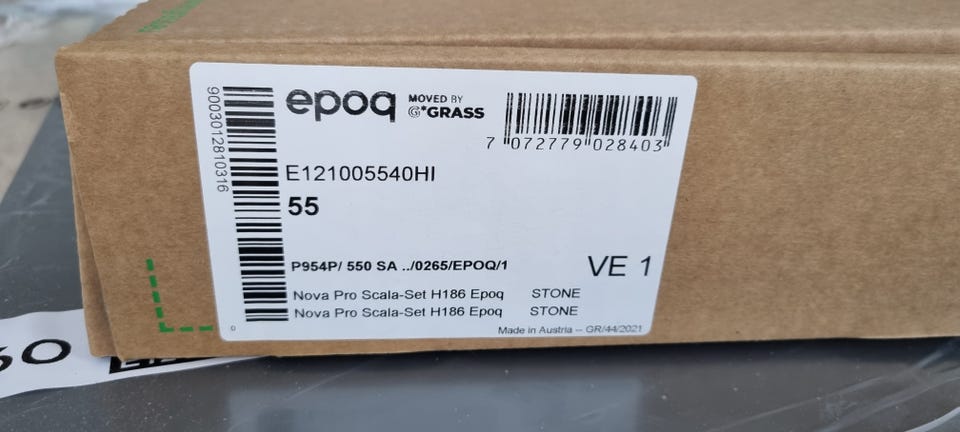 epoq MOVED BY
G*GRASS
7 072779 028403
9003012810316
E121005540HI
55
P954P/ 550 SA ../0265/EPOQ/1
VE 1
Nova Pro Scala-Set H186 Epoq STONE
Nova Pro Scala-Set H186 Epoq STONE
0
Made in Austria -- GR/44/2021